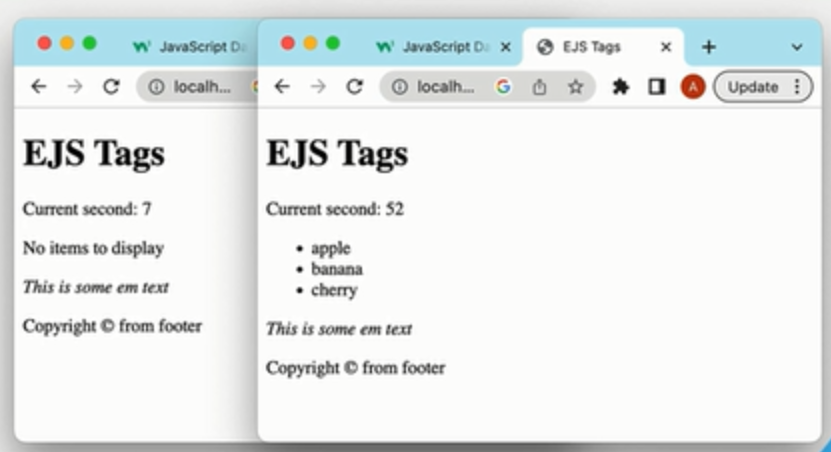 JavaScript Da
localh...
EJS Tags
Current second: 7
No items to display
This is some em text
Copyright © from footer
JavaScript Da
EJS Tags
localh...
A
Update
EJS Tags
Current second: 52
apple
banana
cherry
This is some em text
Copyright © from footer